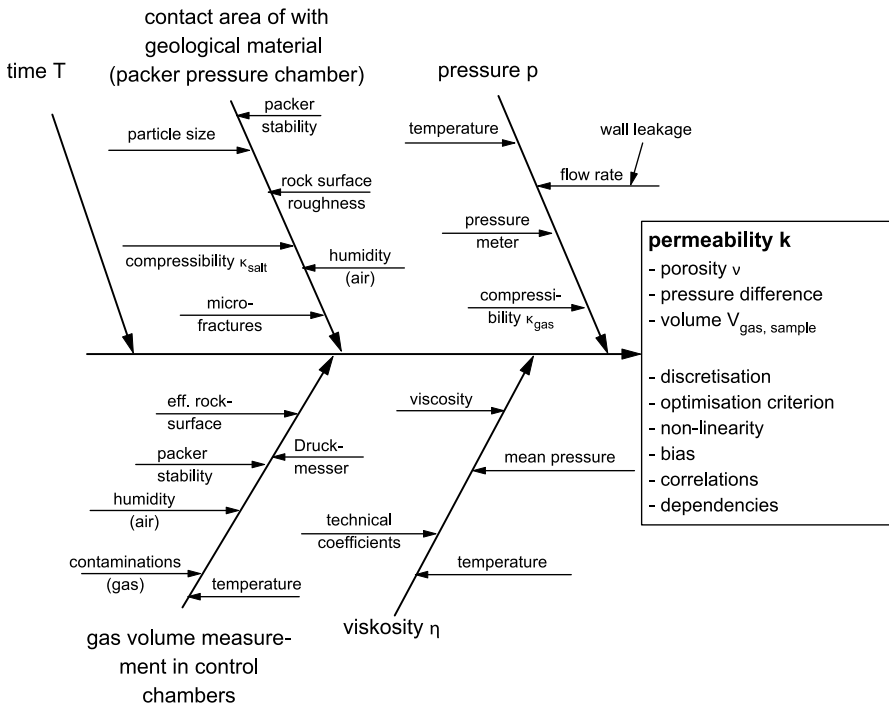 time T
contact area of with
geological material
(packer pressure chamber)
packer
stability
particle size
rock surface
roughness
compressibility κsalt
humidity
(air)
micro-
fractures
pressure p
temperature
wall leakage
flow rate
pressure
meter
compressi-
bility κgas
permeability k
- porosity ν
- pressure difference
- volume Vgas, sample
- discretisation
- optimisation criterion
- non-linearity
- bias
- correlations
- dependencies
eff. rock-
surface
Druck-
messer
packer
stability
humidity
(air)
contaminations
(gas)
temperature
gas volume measure-
ment in control
chambers
viscosity
mean pressure
technical
coefficients
temperature
viskosity η